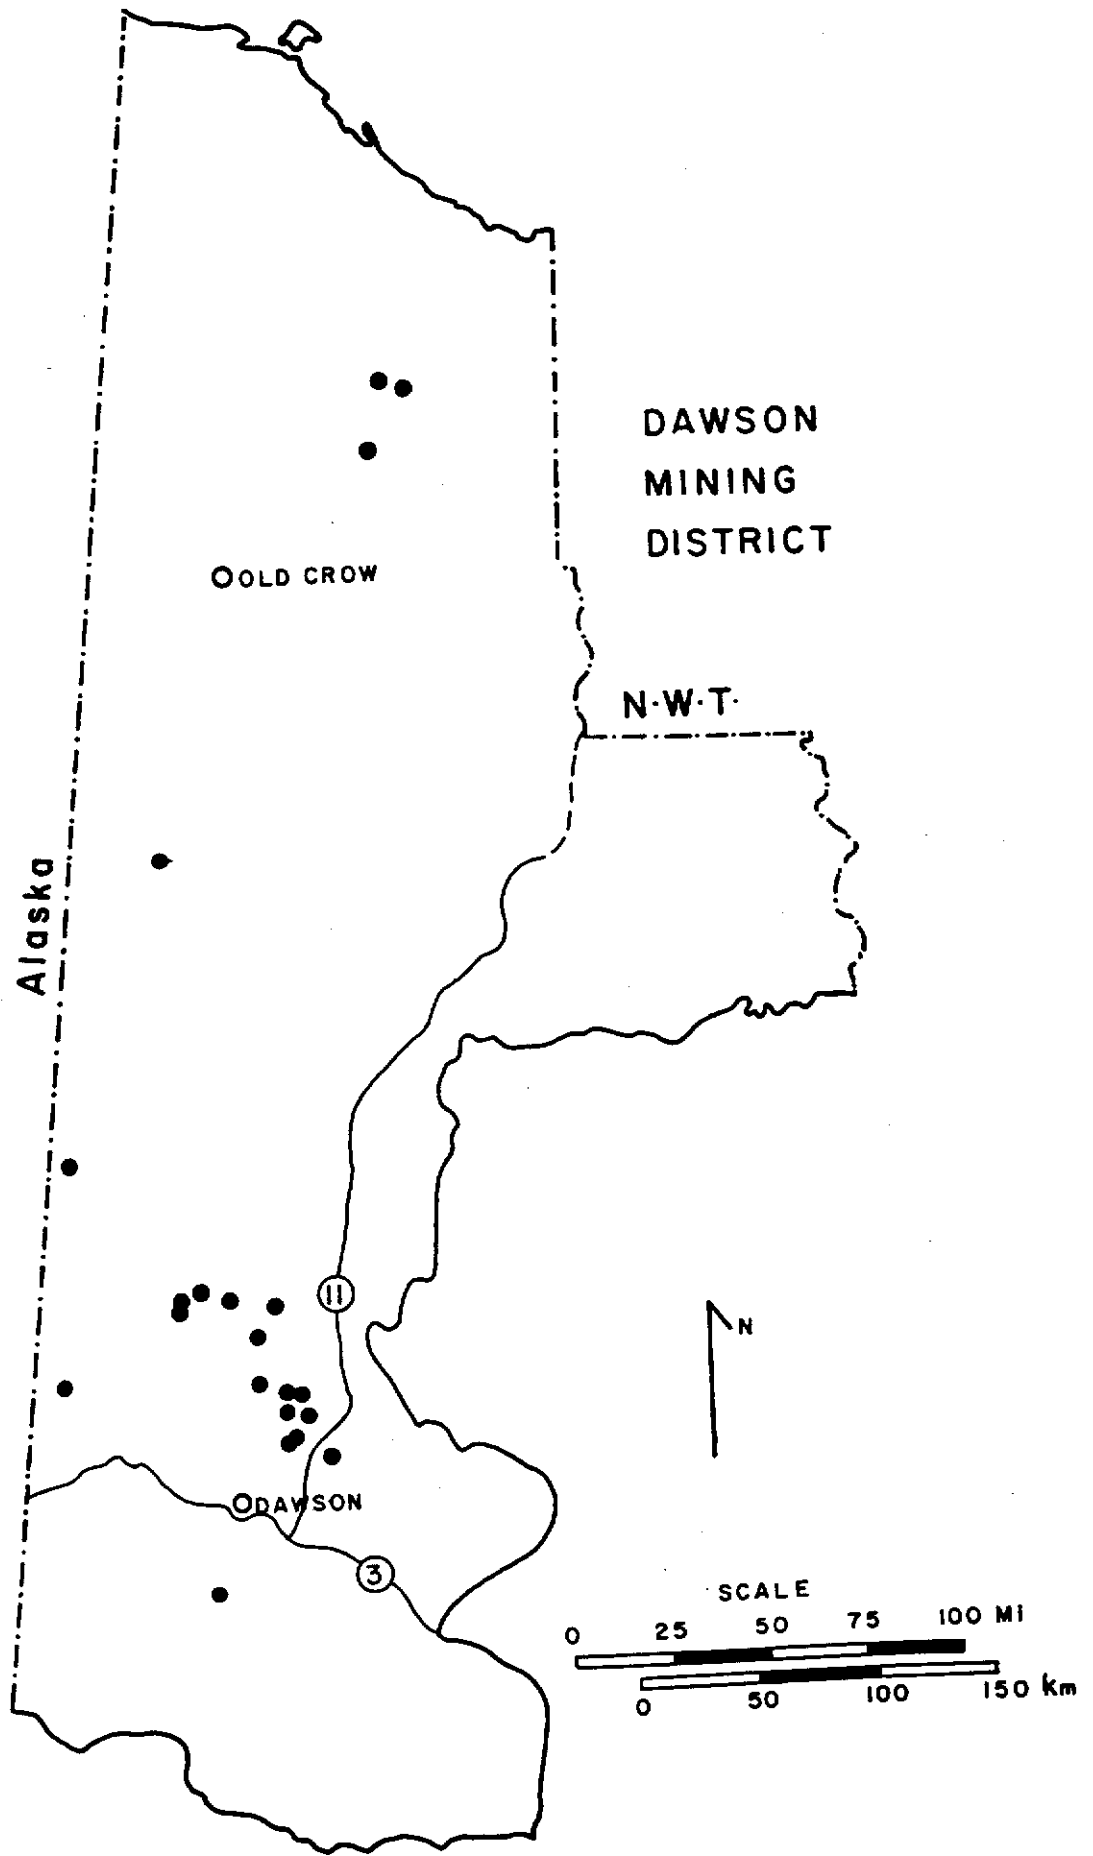 DAWSON
MINING
DISTRICT
OLD CROW
N·W·T·
Alaska
11
N
DAWSON
3
SCALE
0 25 50 75 100 Mi
0 50 100 150 km